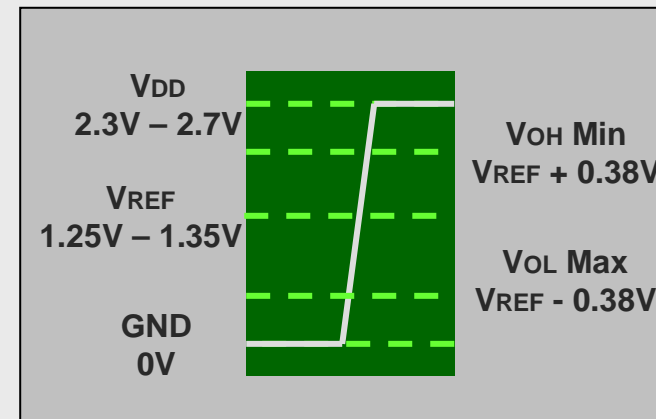 VDD
2.3V – 2.7V
VREF
1.25V – 1.35V
GND
0V
VOH Min
VREF + 0.38V
VOL Max
VREF - 0.38V